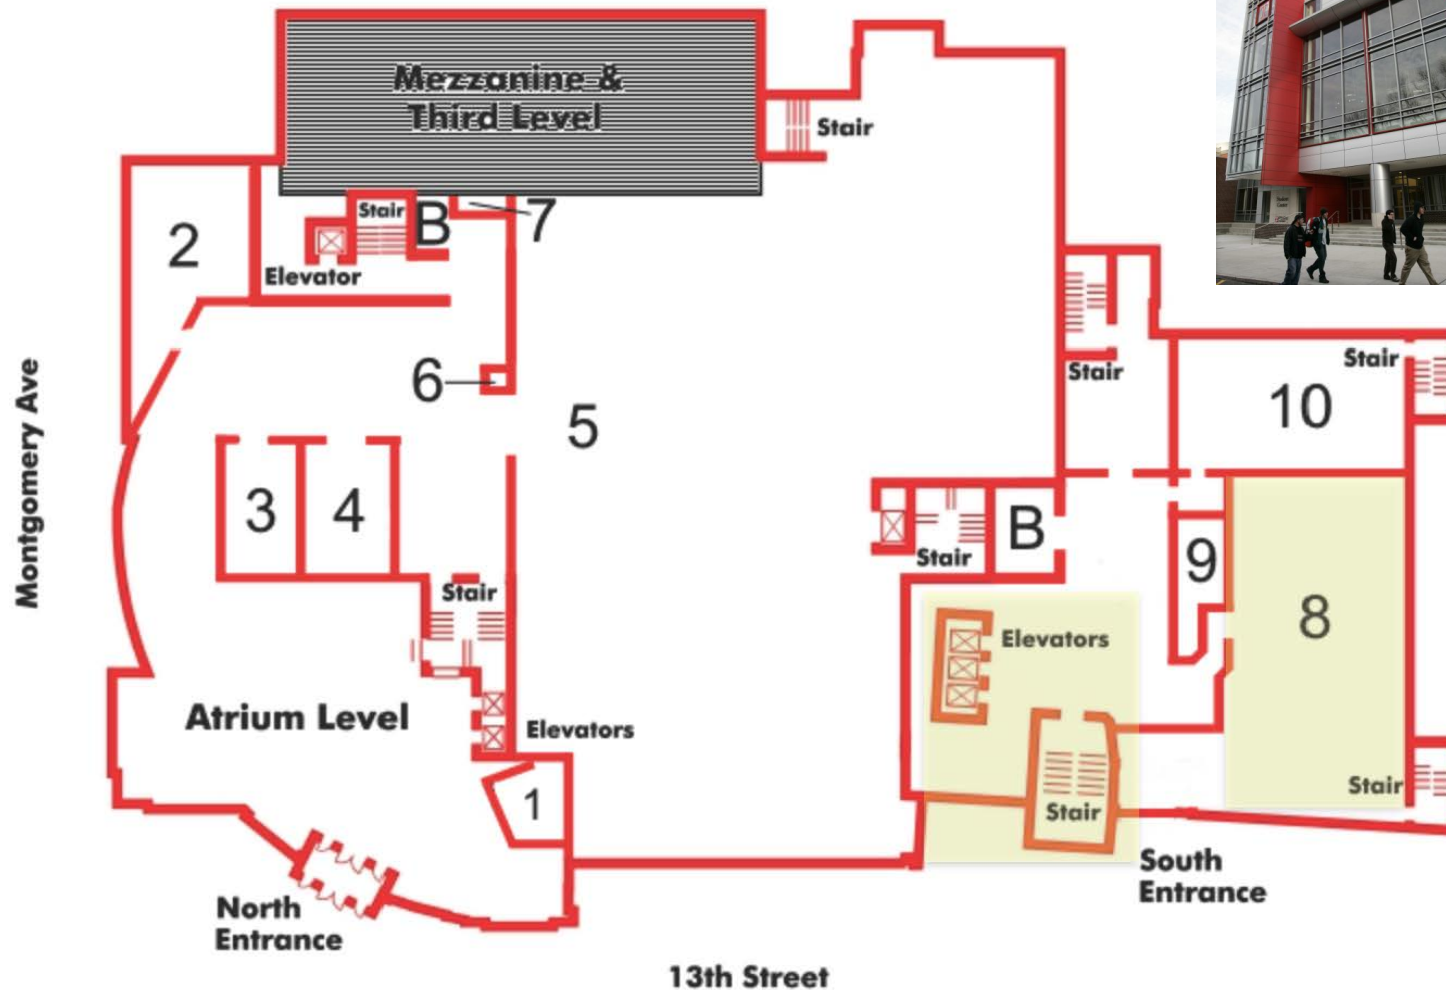 Mezzanine &
Third Level
Stair
2
Stair
B
7
Elevator
Stair
Stair
6
5
10
3
4
B
Stair
9
Stair
8
Elevators
Atrium Level
Elevators
1
Stair
Stair
South
Entrance
North
Entrance
Montgomery Ave
13th Street